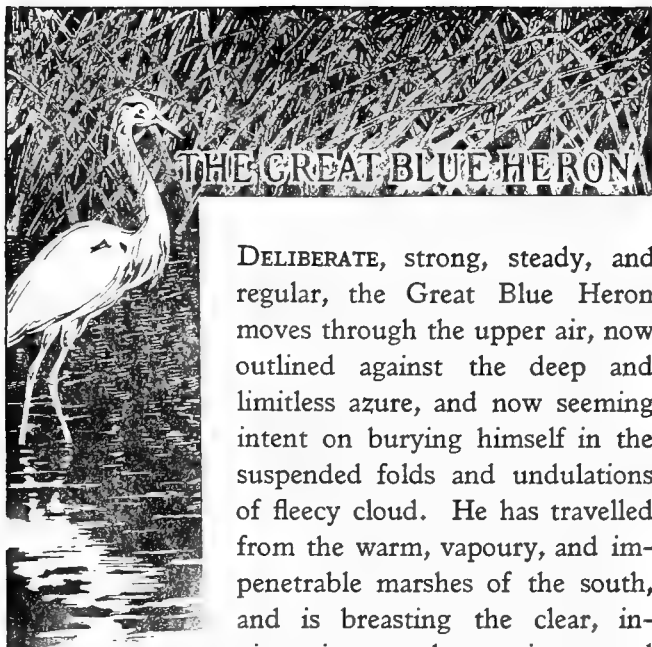 THE GREAT BLUE HERON
DELIBERATE, strong, steady, and
regular, the Great Blue Heron
moves through the upper air, now
outlined against the deep and
limitless azure, and now seeming
intent on burying himself in the
suspended folds and undulations
of fleecy cloud. He has travelled
from the warm, vapoury, and im-
penetrable marshes of the south,
and is breasting the clear, in-